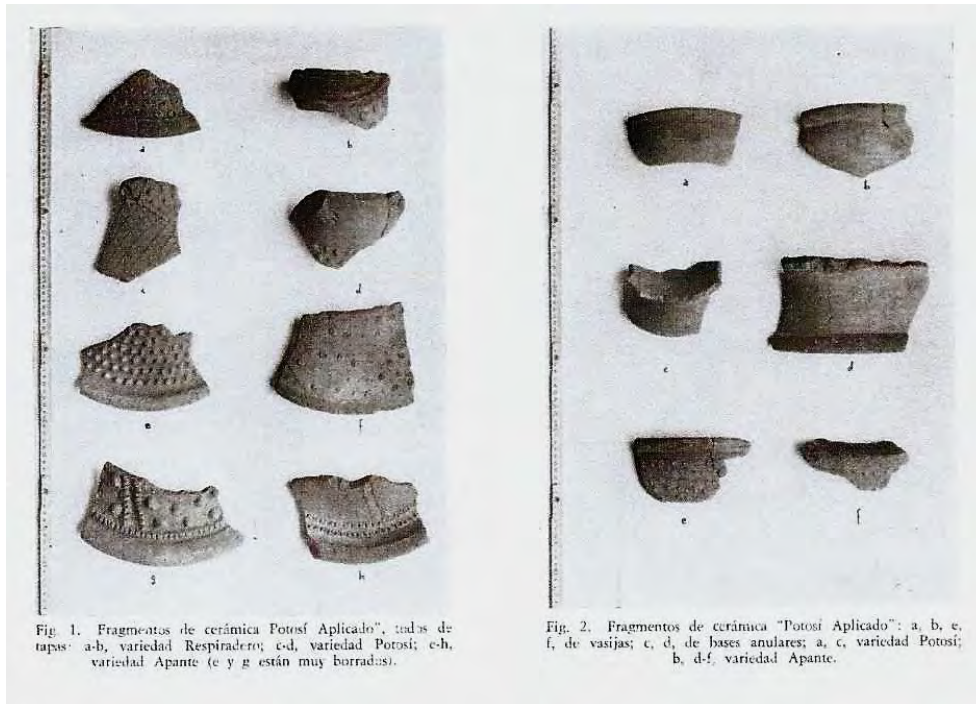 a
b
c
d
e
f
g
h
Fig. 1. Fragmentos de cerámica Potosí Aplicado", todos de
tapas: a-b, variedad Respiradero; c-d, variedad Potosí; e-h,
variedad Apante (e y g están muy borradas).
a
b
c
d
e
f
Fig. 2. Fragmentos de cerámica "Potosí Aplicado": a, b, e,
f, de vasijas; c, d, de bases anulares; a, c, variedad Potosí;
b, d-f, variedad Apante.